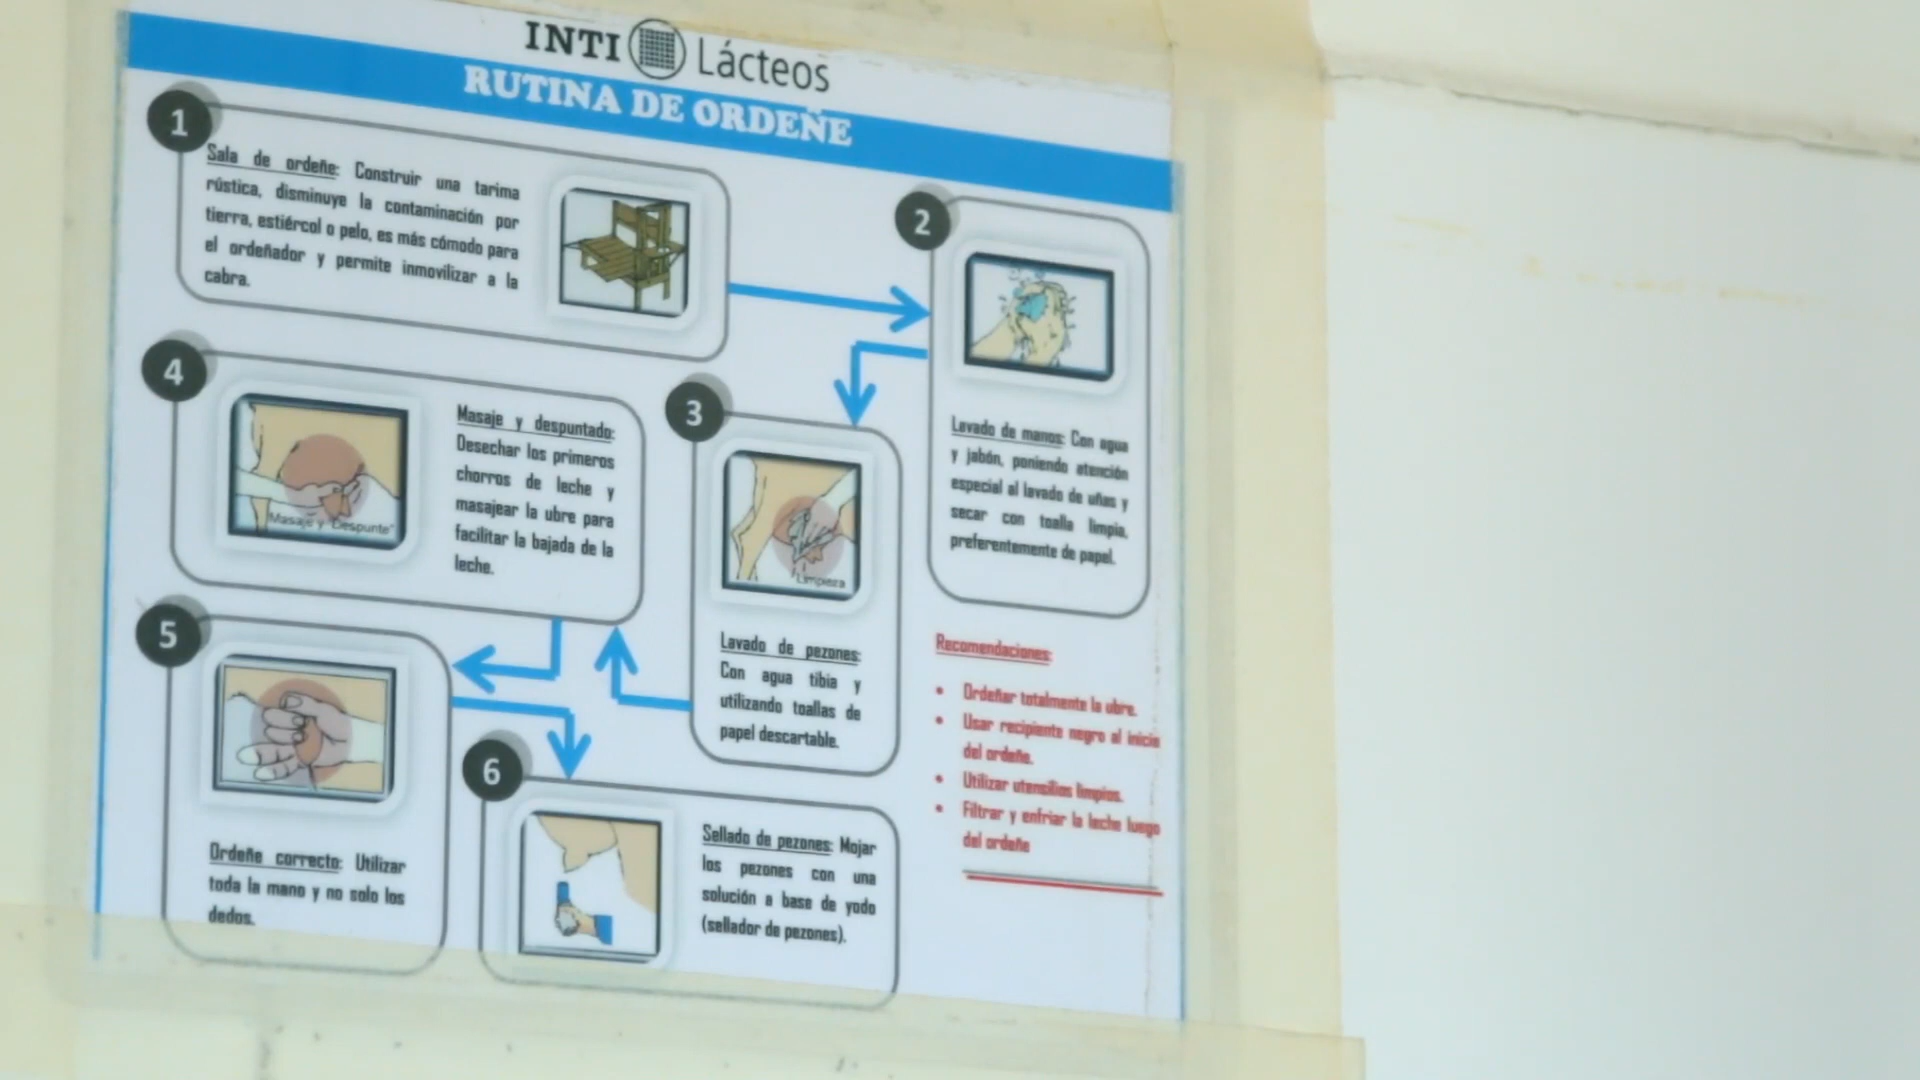 INTI Lácteos
RUTINA DE ORDEÑE
1
Sala de ordeñe: Construir una tarima
rústica, disminuye la contaminación por
tierra, estiércol o pelo, es más cómodo para
el ordeñador y permite inmovilizar a la
cabra.
2
Lavado de manos: Con agua
y jabón, poniendo atención
especial al lavado de uñas y
secar con toalla limpia,
preferentemente de papel.
3
Limpieza
Lavado de pezones:
Con agua tibia y
utilizando toallas de
papel descartable.
4
Masaje y "Despunte"
Masaje y despuntado:
Desechar los primeros
chorros de leche y
masajear la ubre para
facilitar la bajada de la
leche.
5
Ordeñe correcto: Utilizar
toda la mano y no solo los
dedos.
6
Sellado de pezones: Mojar
los pezones con una
solución a base de yodo
(sellador de pezones).
Recomendaciones:
• Ordeñar totalmente la ubre.
• Usar recipiente negro al inicio
del ordeñe.
• Utilizar utensilios limpios.
• Filtrar y enfriar la leche luego
del ordeñe